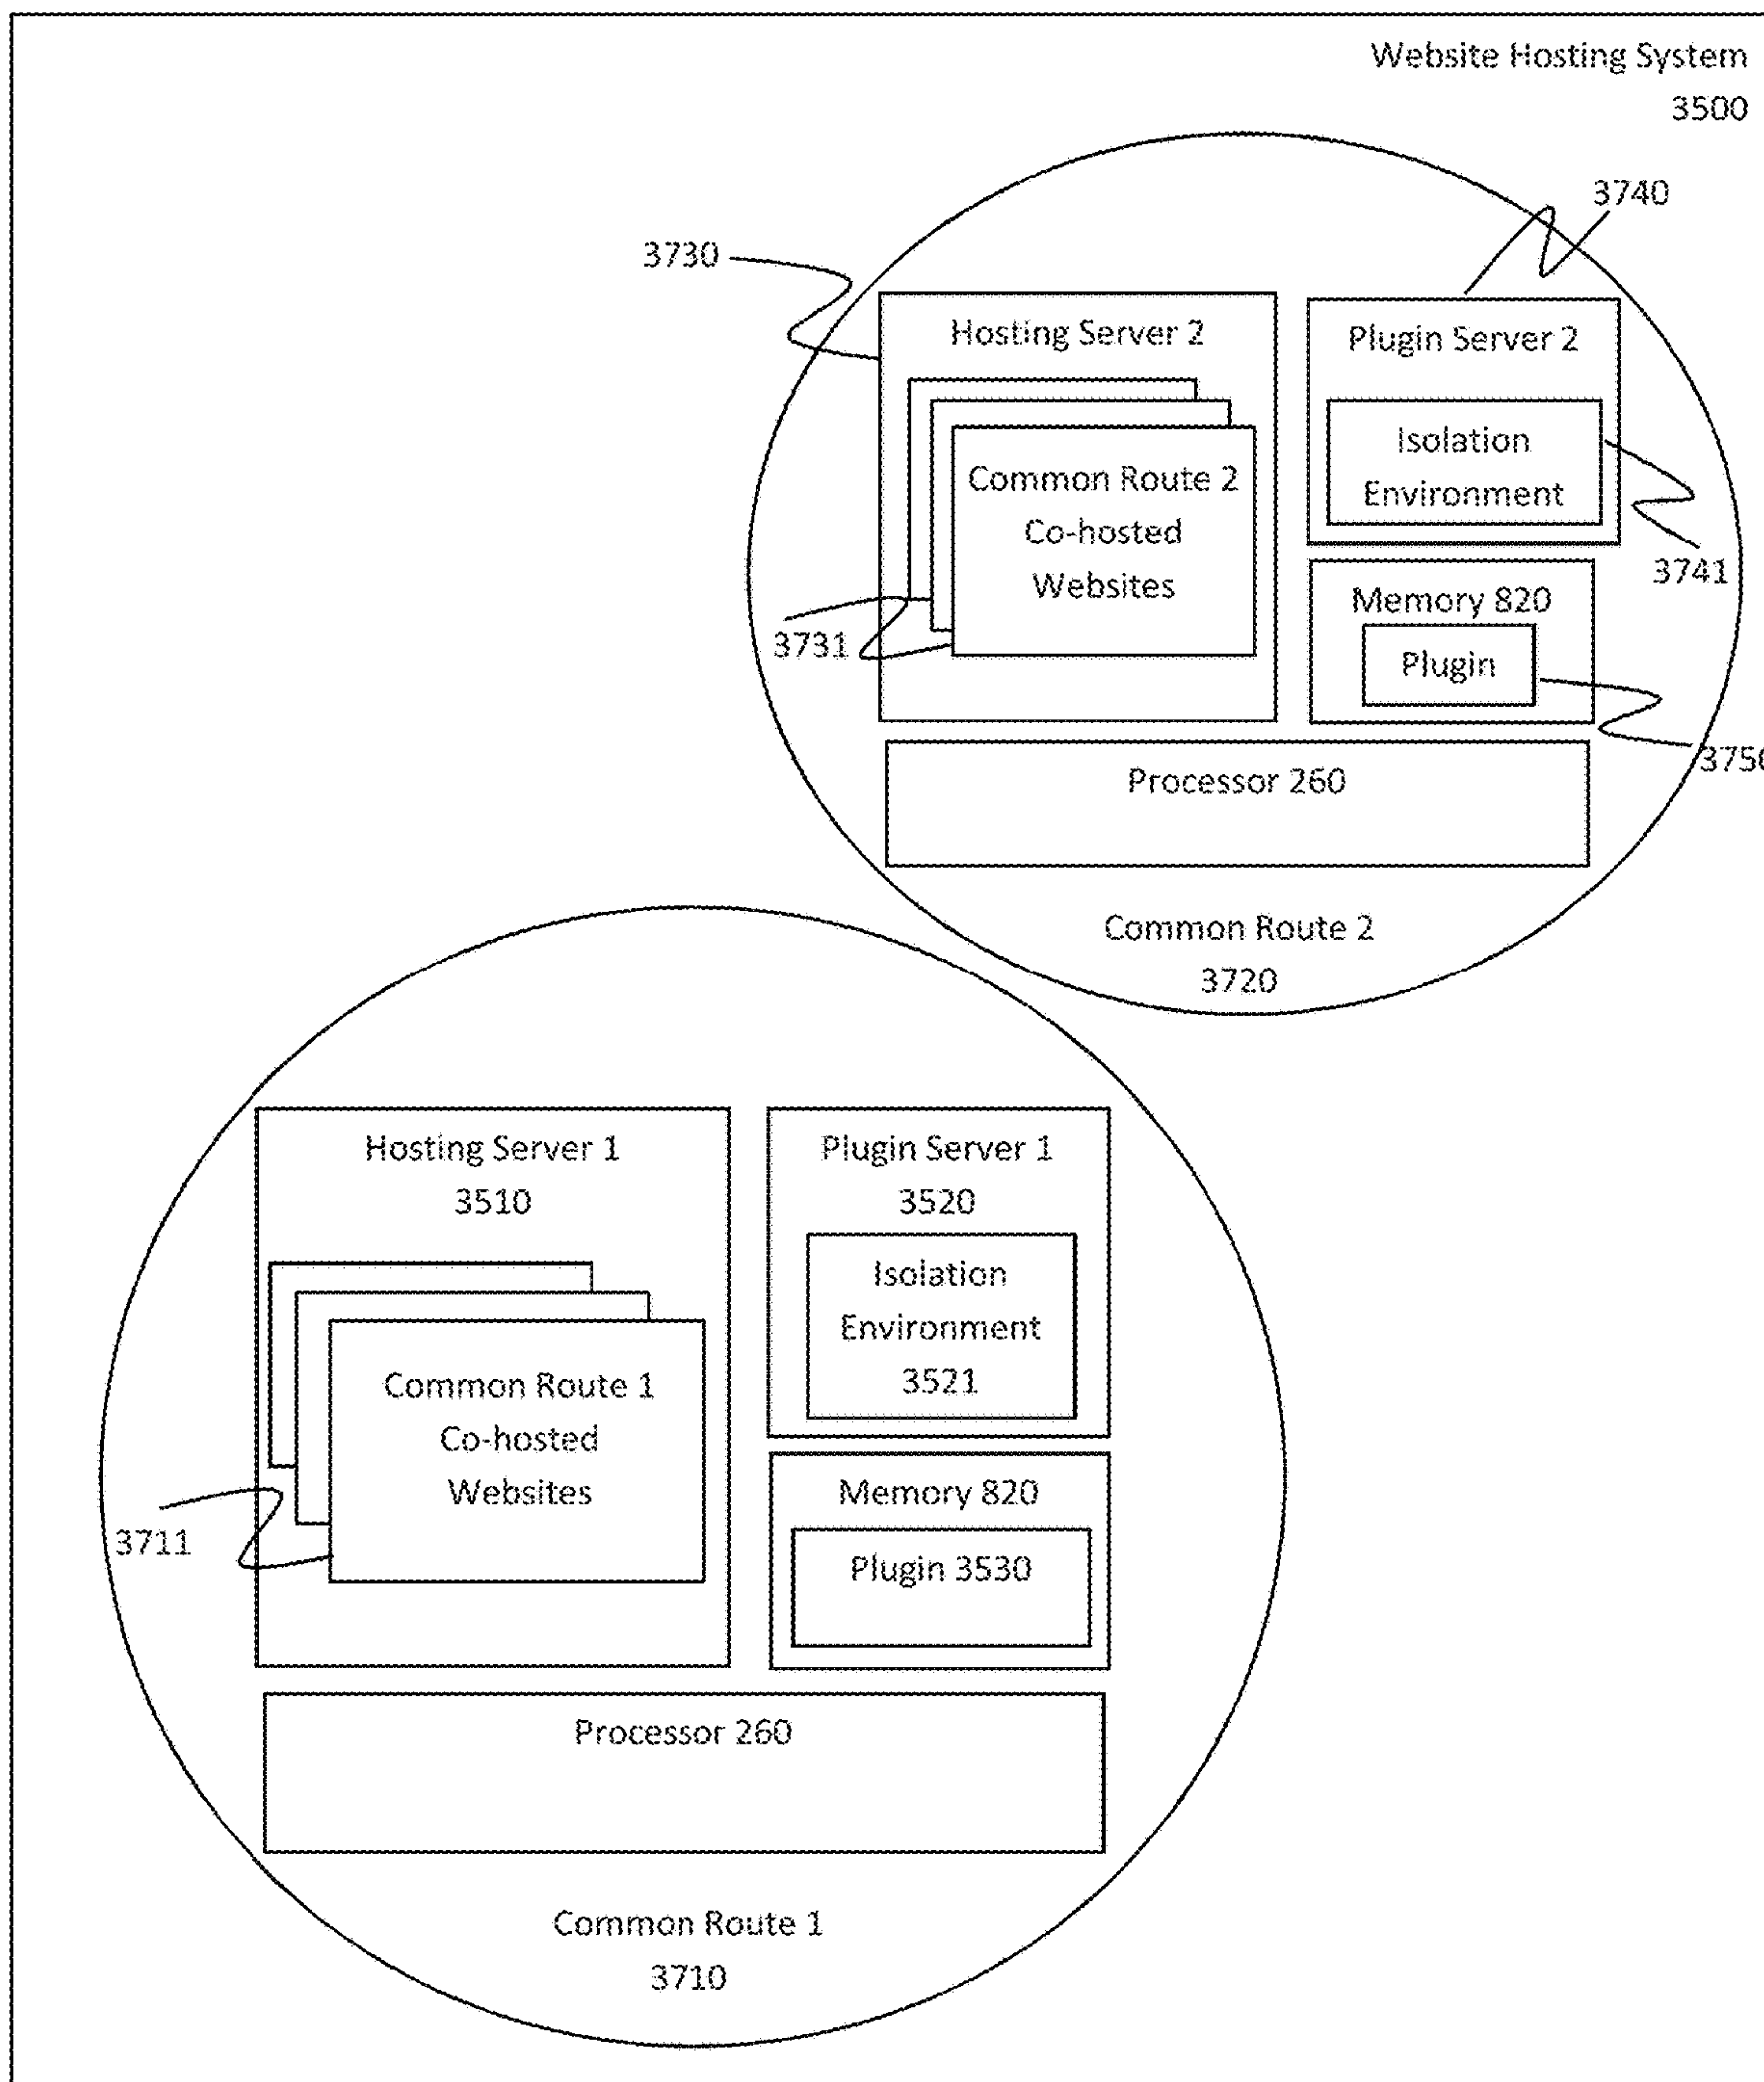 Website Hosting System
3500
3740
3730
Hosting Server 2
Plugin Server 2
Isolation
Environment
3741
Common Route 2
Co-hosted
Websites
3731
Memory 820
Plugin
Processor 260
Common Route 2
3720
Hosting Server 1
3510
Plugin Server 1
3520
Isolation
Environment
3521
Common Route 1
Co-hosted
Websites
3711
Memory 820
Plugin 3530
Processor 260
Common Route 1
3710